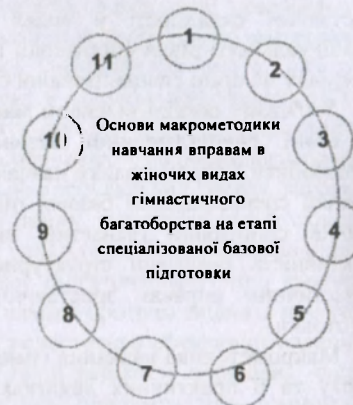 1
11
2
10
3
9
4
8
5
7
6
Основи макрометодики
навчання вправам в
жіночих видах
гімнастичного
багатоборства на етапі
спеціалізованої базової
підготовки